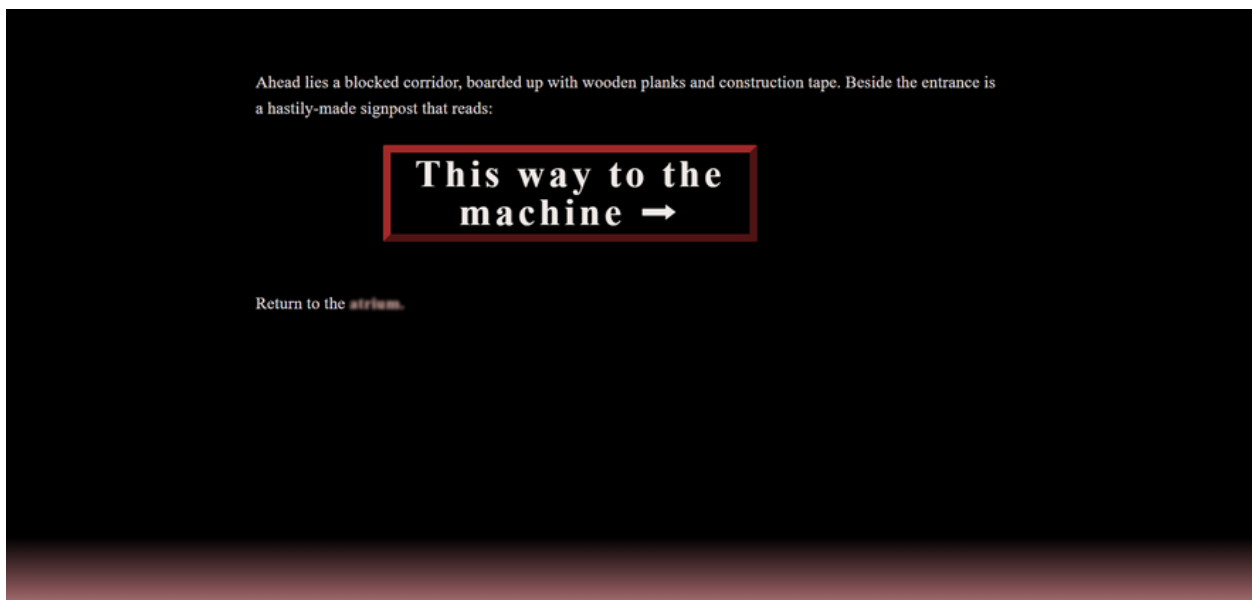 Ahead lies a blocked corridor, boarded up with wooden planks and construction tape. Beside the entrance is
a hastily-made signpost that reads:
This way to the
machine ➞
Return to the atrium.